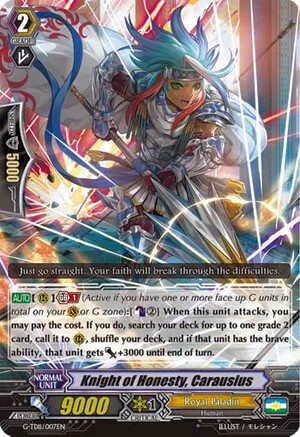 2
GRADE
5000
Just go straight. Your faith will break through the difficulties.
AUTO GB 1 (Active if you have one or more face up G units in
total on your or G zone):[ (2)] When this unit attacks, you
may pay the cost. If you do, search your deck for up to one grade 2
card, call it to , shuffle your deck, and if that unit has the brave
ability, that unit gets +3000 until end of turn.
NORMAL UNIT
Knight of Honesty, Carausius
POWER
9000
1
CRITICAL
Royal Paladin
Human
G-TD11/007EN
ILLUST / モレシャン